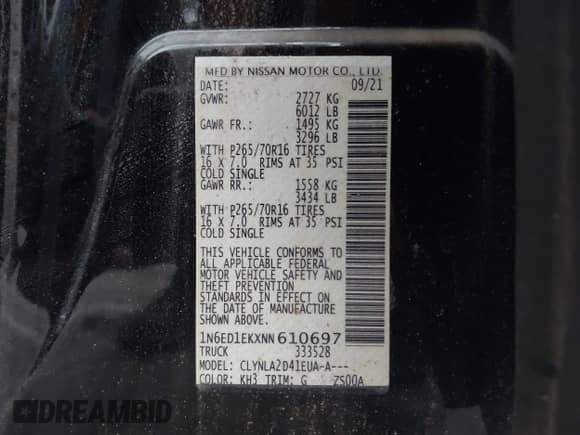 MFD BY NISSAN MOTOR CO., LTD.
DATE: 09/21
GVWR: 2727 KG
6012 LB
GAWR FR.: 1495 KG
3296 LB
WITH P265/70R16 TIRES
16 X 7.0 RIMS AT 35 PSI
COLD SINGLE
GAWR RR.: 1558 KG
3434 LB
WITH P265/70R16 TIRES
16 X 7.0 RIMS AT 35 PSI
COLD SINGLE
THIS VEHICLE CONFORMS TO
ALL APPLICABLE FEDERAL
MOTOR VEHICLE SAFETY AND
THEFT PREVENTION
STANDARDS IN EFFECT ON
THE DATE OF MANUFACTURE
SHOWN ABOVE.
1N6ED1EKXNN610697
TRUCK 333528
MODEL: CLYNLA2D41EUA-A---
COLOR: KH3 TRIM: G ZS00A
DREAMBID